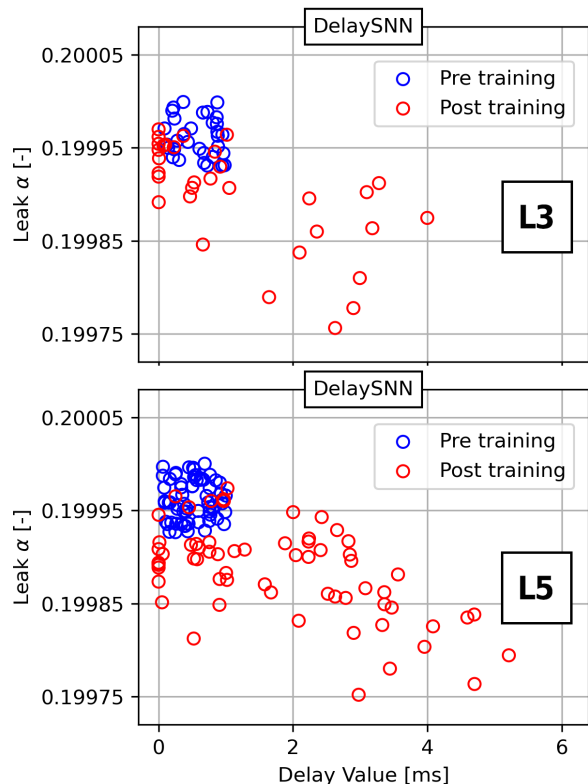 DelaySNN
0.20005
0.19995
0.19985
0.19975
Leak α [-]
Pre training
Post training
L3
DelaySNN
0.20005
0.19995
0.19985
0.19975
Leak α [-]
Pre training
Post training
L5
0 2 4 6
Delay Value [ms]